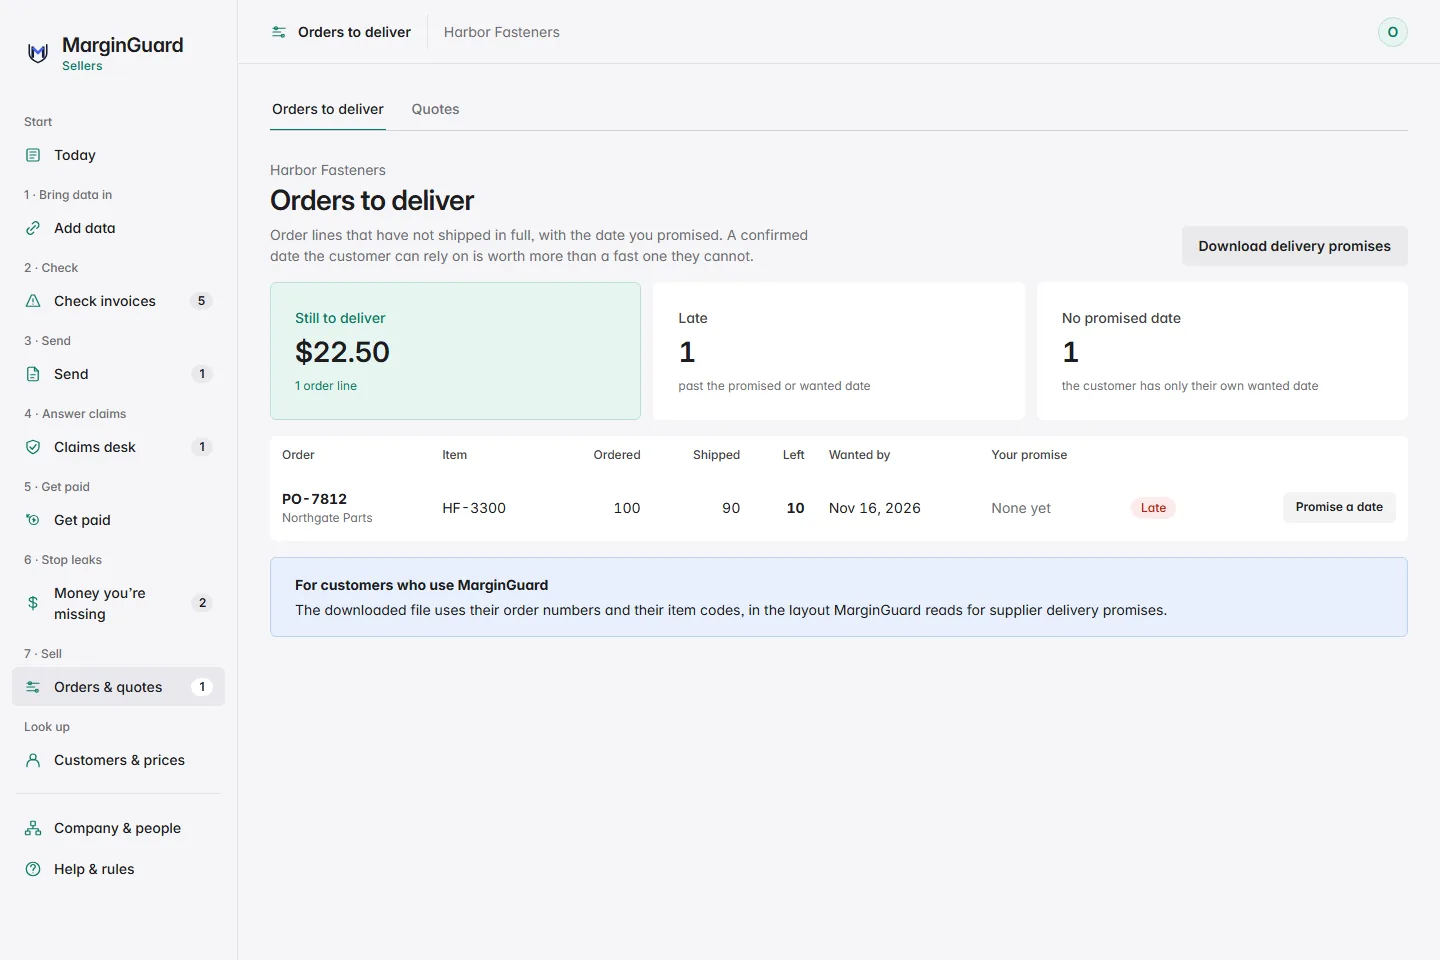 MarginGuard
Sellers
Start
Today
1 · Bring data in
Add data
2 · Check
Check invoices 5
3 · Send
Send 1
4 · Answer claims
Claims desk 1
5 · Get paid
Get paid
6 · Stop leaks
Money you're
missing 2
7 · Sell
Orders & quotes 1
Look up
Customers & prices
Company & people
Help & rules
Orders to deliver Harbor Fasteners O
Orders to deliver Quotes
Harbor Fasteners
Orders to deliver
Order lines that have not shipped in full, with the date you promised. A confirmed
date the customer can rely on is worth more than a fast one they cannot.
Download delivery promises
Still to deliver
$22.50
1 order line
Late
1
past the promised or wanted date
No promised date
1
the customer has only their own wanted date
Order Item Ordered Shipped Left Wanted by Your promise
PO-7812
Northgate Parts
HF-3300 100 90 10 Nov 16, 2026 None yet Late Promise a date
For customers who use MarginGuard
The downloaded file uses their order numbers and their item codes, in the layout MarginGuard reads for supplier delivery promises.